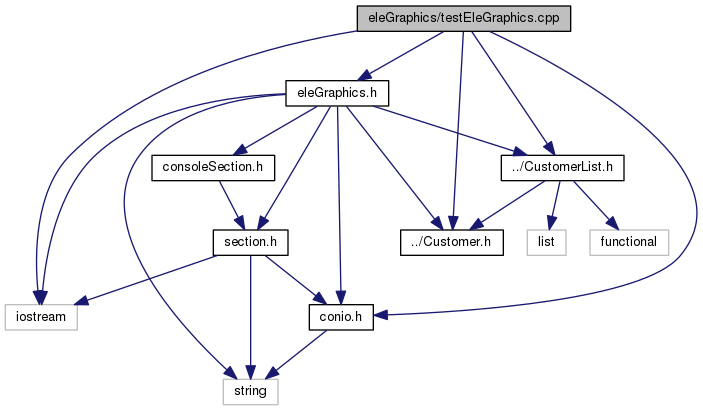 eleGraphics/testEleGraphics.cpp
eleGraphics.h
consoleSection.h
../CustomerList.h
section.h
../Customer.h
list
functional
iostream
conio.h
string